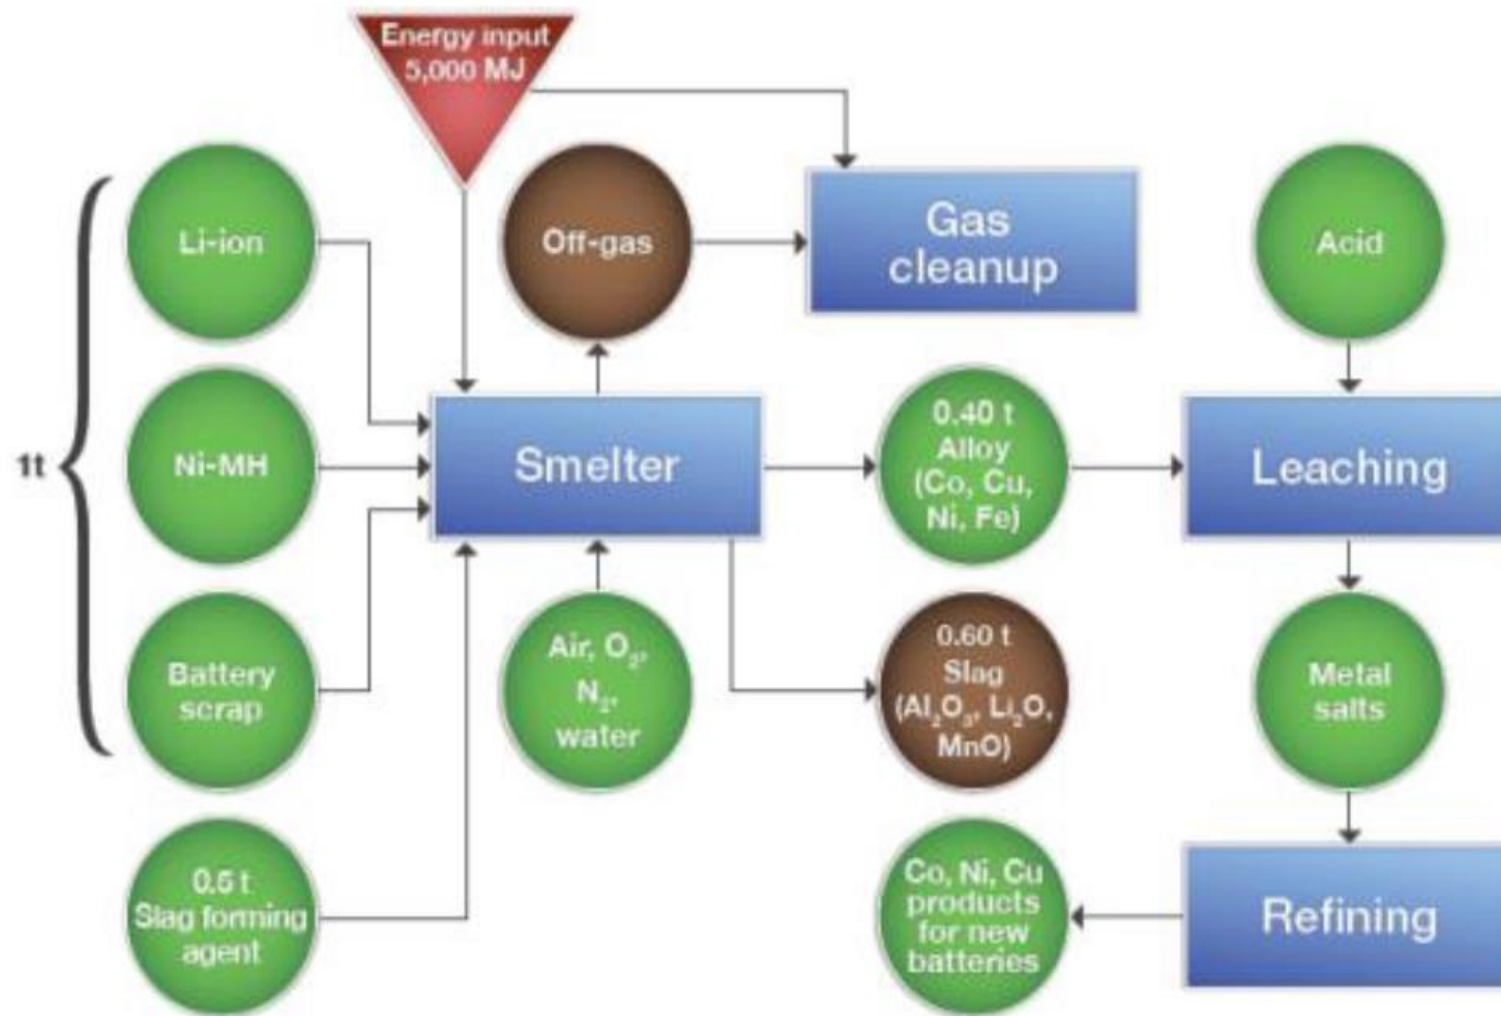 Energy input
5,000 MJ
Li-ion
Off-gas
Gas
cleanup
Acid
1t
Ni-MH
Smelter
0.40 t
Alloy
(Co, Cu,
Ni, Fe)
Leaching
Battery
scrap
Air, O₂,
N₂,
water
0.60 t
Slag
(Al₂O₃, Li₂O,
MnO)
Metal
salts
0.5 t
Slag forming
agent
Co, Ni, Cu
products
for new
batteries
Refining